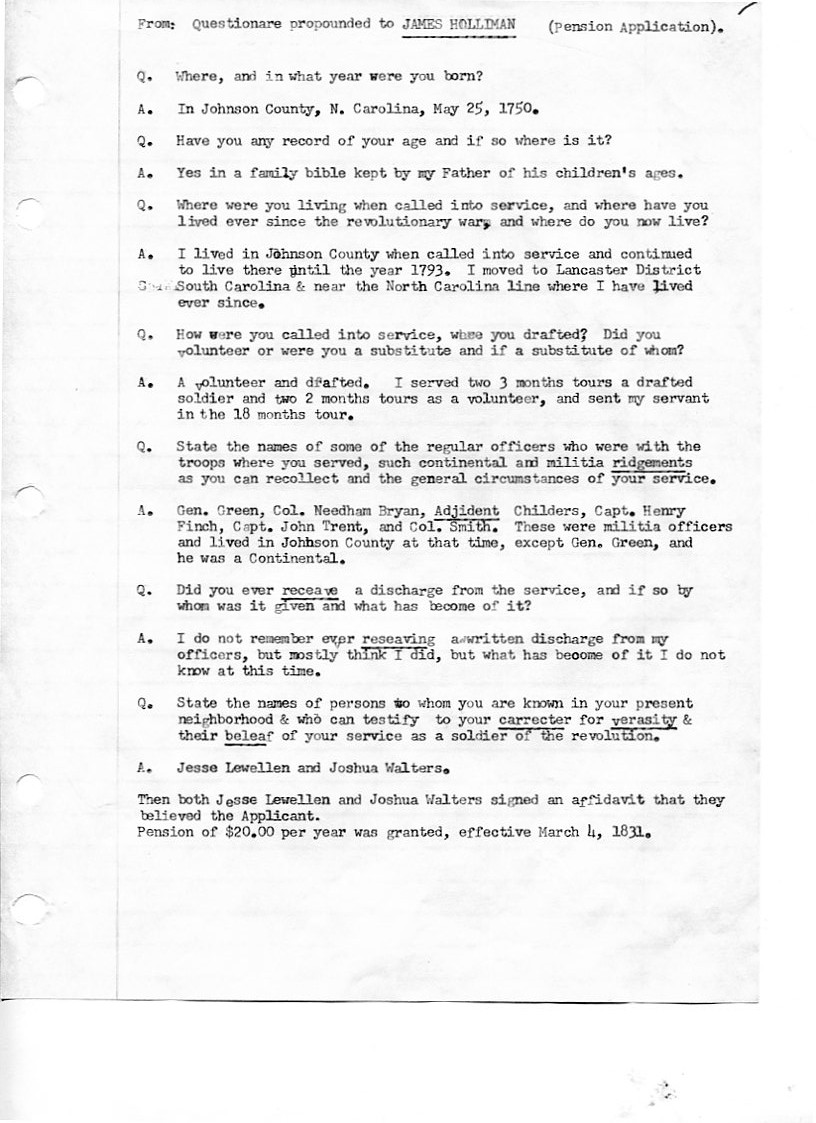 From: Questionare propounded to JAMES HOLLIMAN (Pension Application).
Q. Where, and in what year were you born?
A. In Johnson County, N. Carolina, May 25, 1750.
Q. Have you any record of your age and if so where is it?
A. Yes in a family bible kept by my Father of his children's ages.
Q. Where were you living when called into service, and where have you
lived ever since the revolutionary war, and where do you now live?
A. I lived in Johnson County when called into service and continued
to live there until the year 1793. I moved to Lancaster District
South Carolina & near the North Carolina line where I have lived
ever since.
Q. How were you called into service, were you drafted? Did you
volunteer or were you a substitute and if a substitute of whom?
A. A volunteer and drafted. I served two 3 months tours a drafted
soldier and two 2 months tours as a volunteer, and sent my servant
in the 18 months tour.
Q. State the names of some of the regular officers who were with the
troops where you served, such continental and militia ridgements
as you can recollect and the general circumstances of your service.
A. Gen. Green, Col. Needham Bryan, Adjident Childers, Capt. Henry
Finch, Capt. John Trent, and Col. Smith. These were militia officers
and lived in Johhson County at that time, except Gen. Green, and
he was a Continental.
Q. Did you ever receave a discharge from the service, and if so by
whom was it given and what has become of it?
A. I do not remember ever reseaving a written discharge from my
officers, but mostly think I did, but what has beoome of it I do not
know at this time.
Q. State the names of persons to whom you are known in your present
neighborhood & who can testify to your carrecter for verasity &
their beleaf of your service as a soldier of the revolution.
A. Jesse Lewellen and Joshua Walters.
Then both Jesse Lewellen and Joshua Walters signed an affidavit that they
believed the Applicant.
Pension of $20.00 per year was granted, effective March 4, 1831.